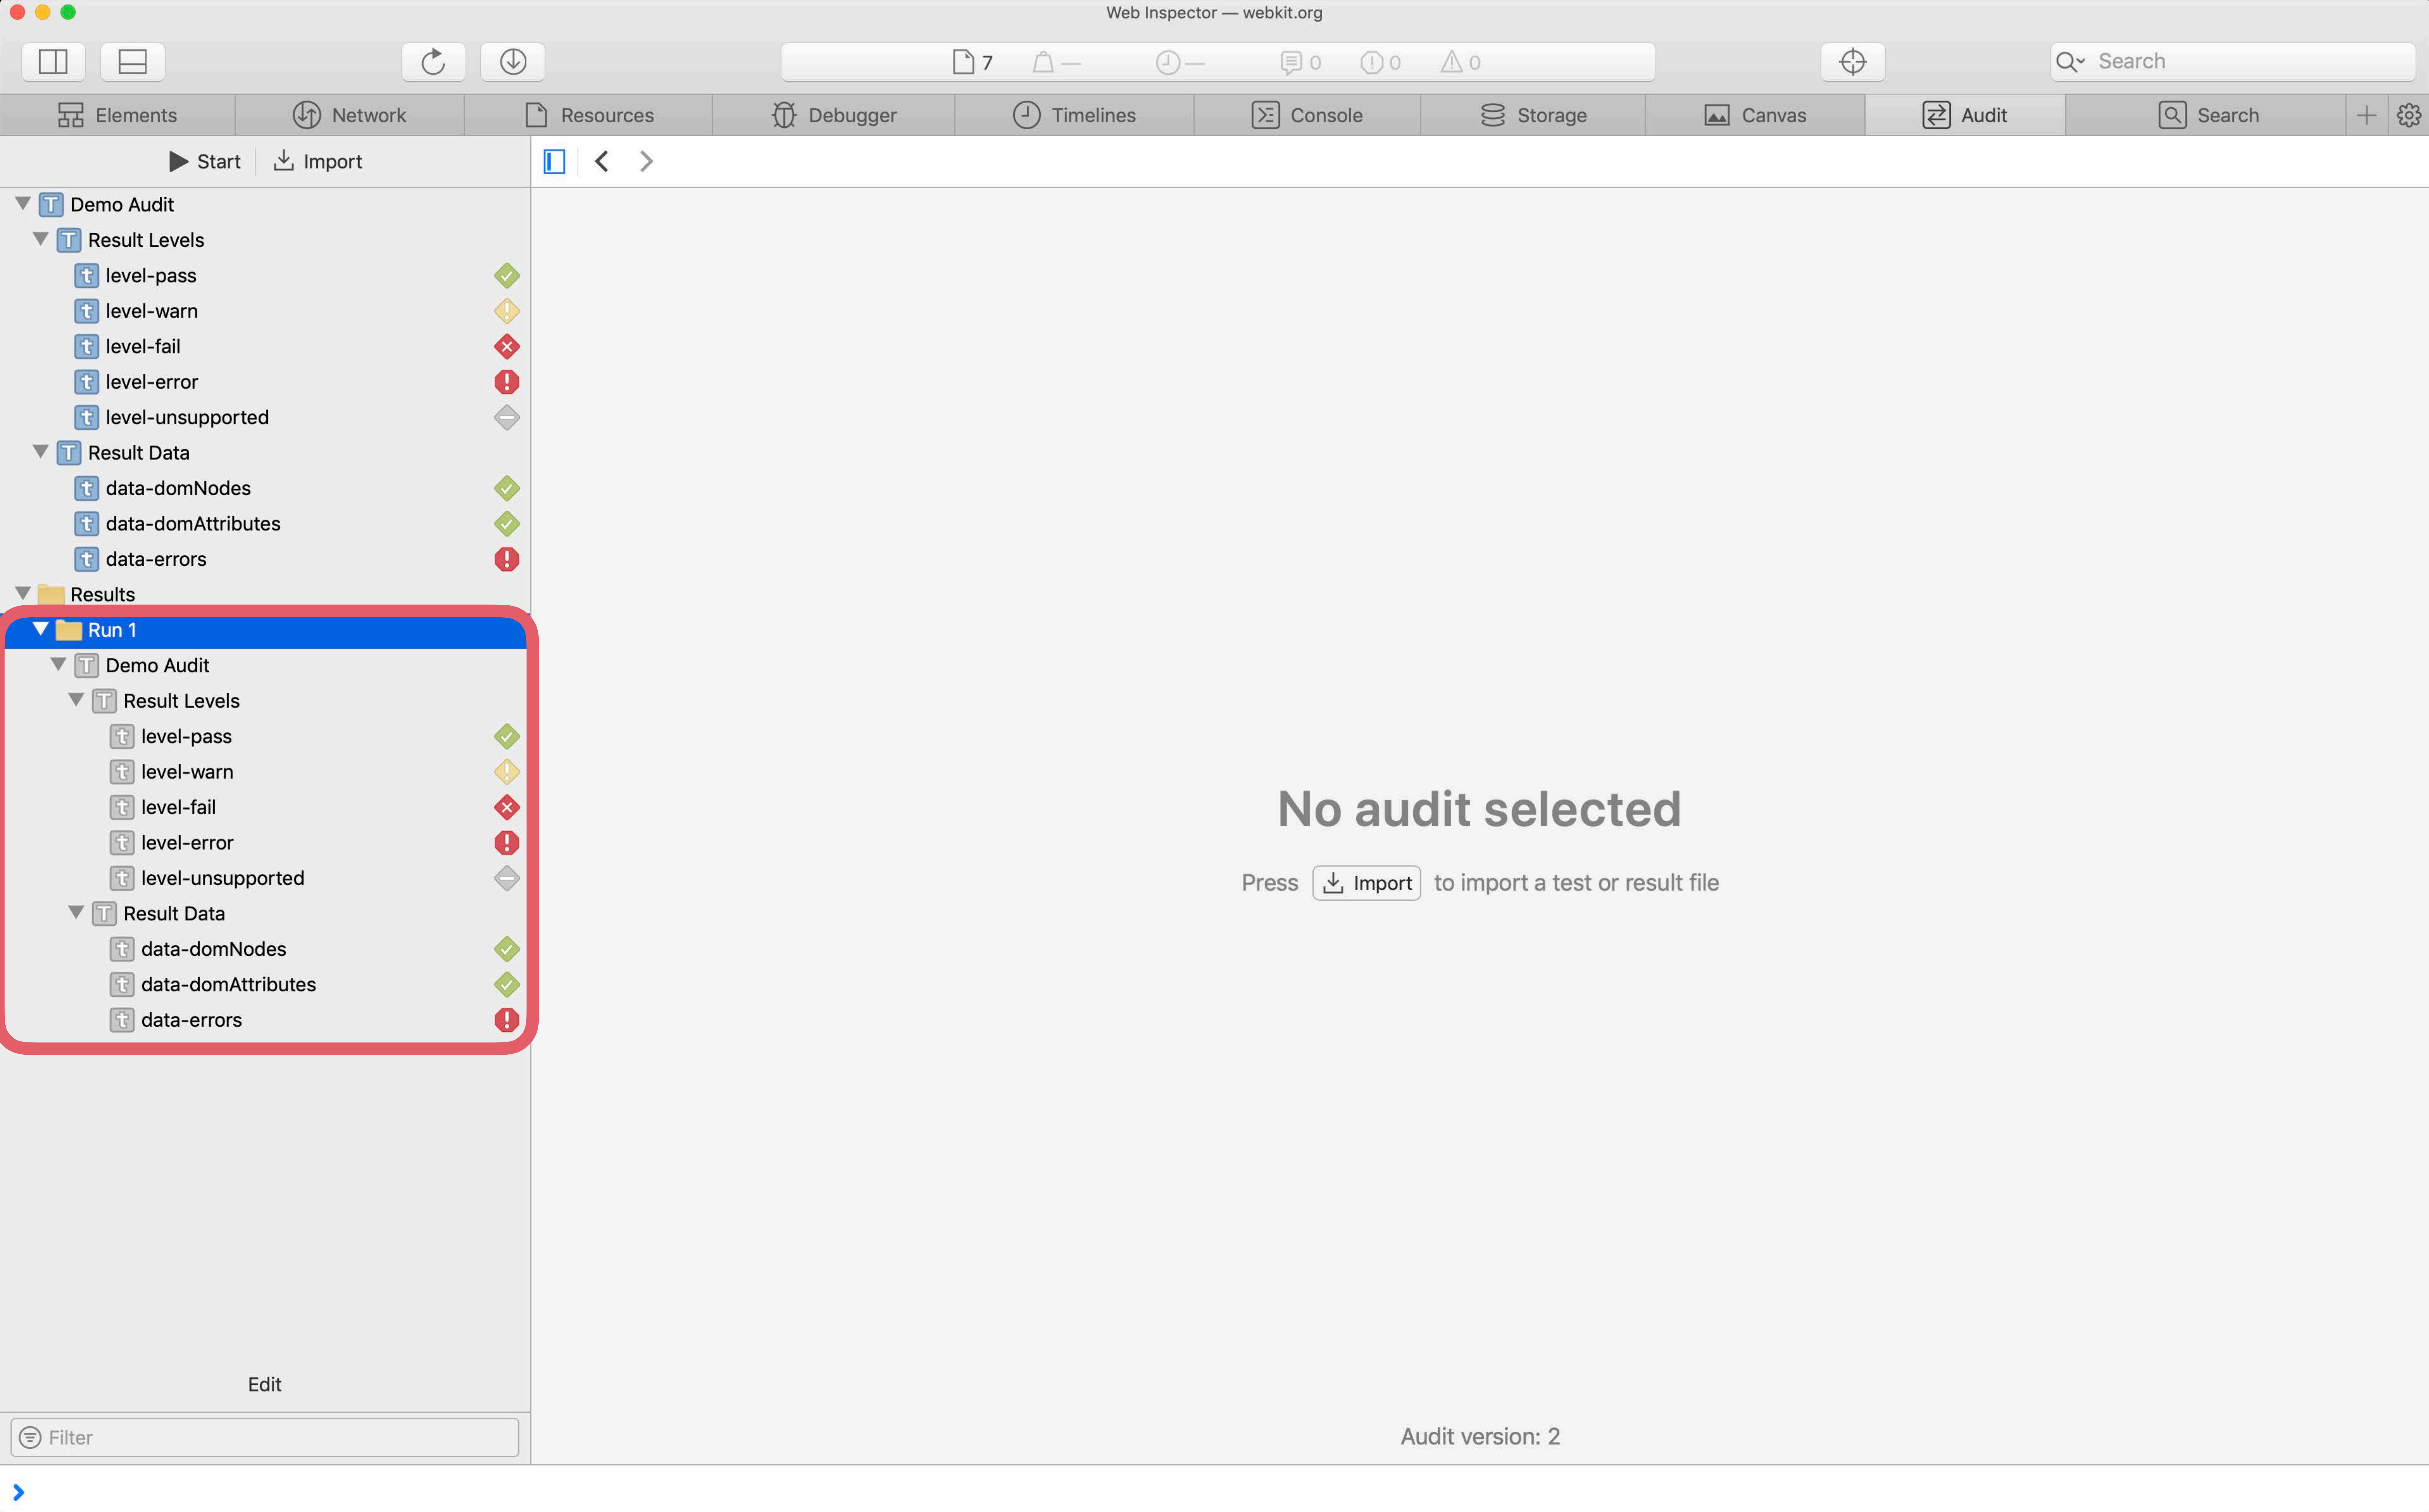 Web Inspector — webkit.org
7 — — 0 0 0 Search
Elements Network Resources Debugger Timelines Console Storage Canvas Audit Search
Start Import
Demo Audit
Result Levels
level-pass
level-warn
level-fail
level-error
level-unsupported
Result Data
data-domNodes
data-domAttributes
data-errors
Results
Run 1
Demo Audit
Result Levels
level-pass
level-warn
level-fail
level-error
level-unsupported
Result Data
data-domNodes
data-domAttributes
data-errors
Edit
Filter
No audit selected
Press Import to import a test or result file
Audit version: 2